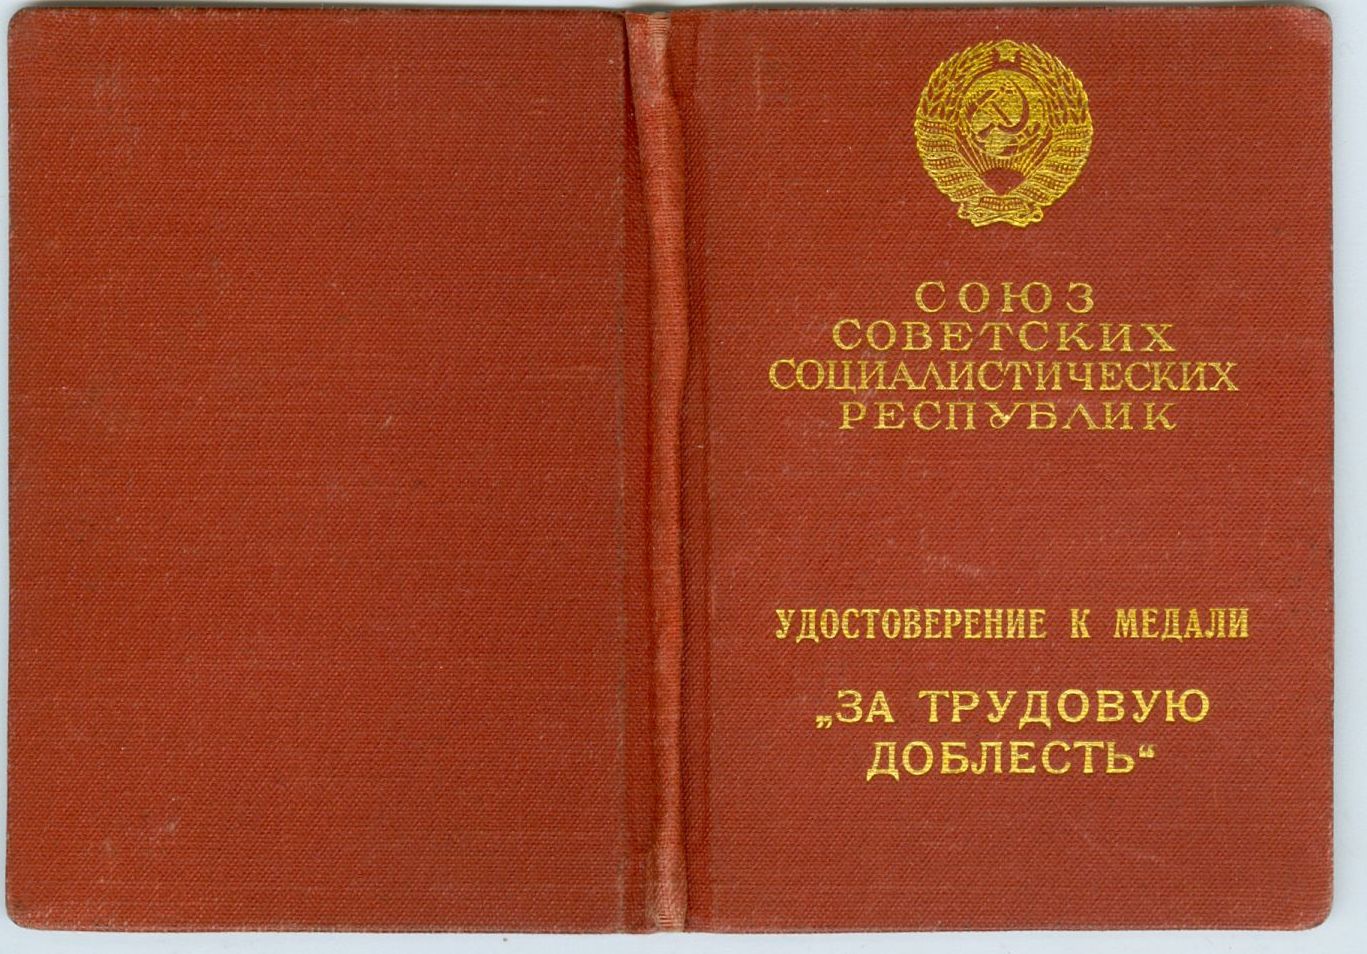 СОЮЗ
СОВЕТСКИХ
СОЦИАЛИСТИЧЕСКИХ
РЕСПУБЛИК
УДОСТОВЕРЕНИЕ К МЕДАЛИ
„ЗА ТРУДОВУЮ
ДОБЛЕСТЬ“